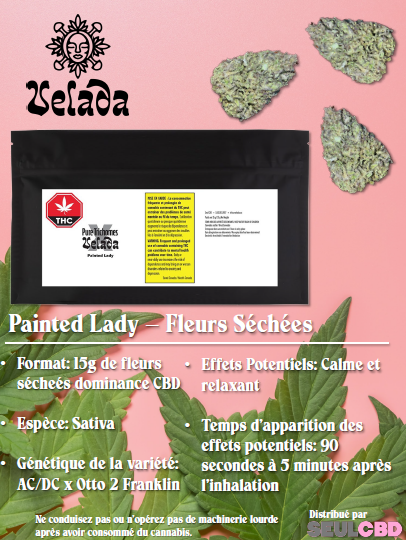 Velada
THC
Pure Trichomes
Velada
Painted Lady
Painted Lady – Fleurs Séchées
• Format: 15g de fleurs
sécheés dominance CBD
• Espèce: Sativa
• Génétique de la variété:
AC/DC x Otto 2 Franklin
• Effets Potentiels: Calme et
relaxant
• Temps d'apparition des
effets potentiels: 90
secondes à 5 minutes après
l'inhalation
Ne conduisez pas ou n'opérez pas de machinerie lourde
après avoir consommé du cannabis.
Distribué par
SEULCBD